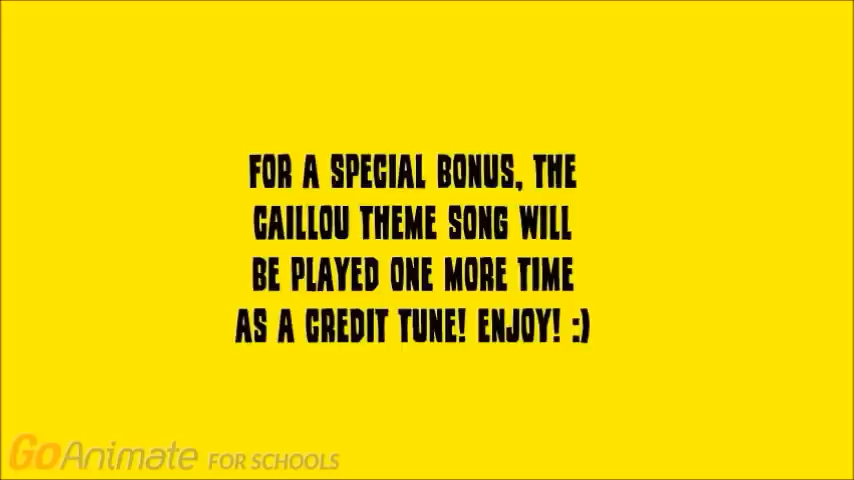 FOR A SPECIAL BONUS, THE
CAILLOU THEME SONG WILL
BE PLAYED ONE MORE TIME
AS A CREDIT TUNE! ENJOY! :)
GoAnimate FOR SCHOOLS